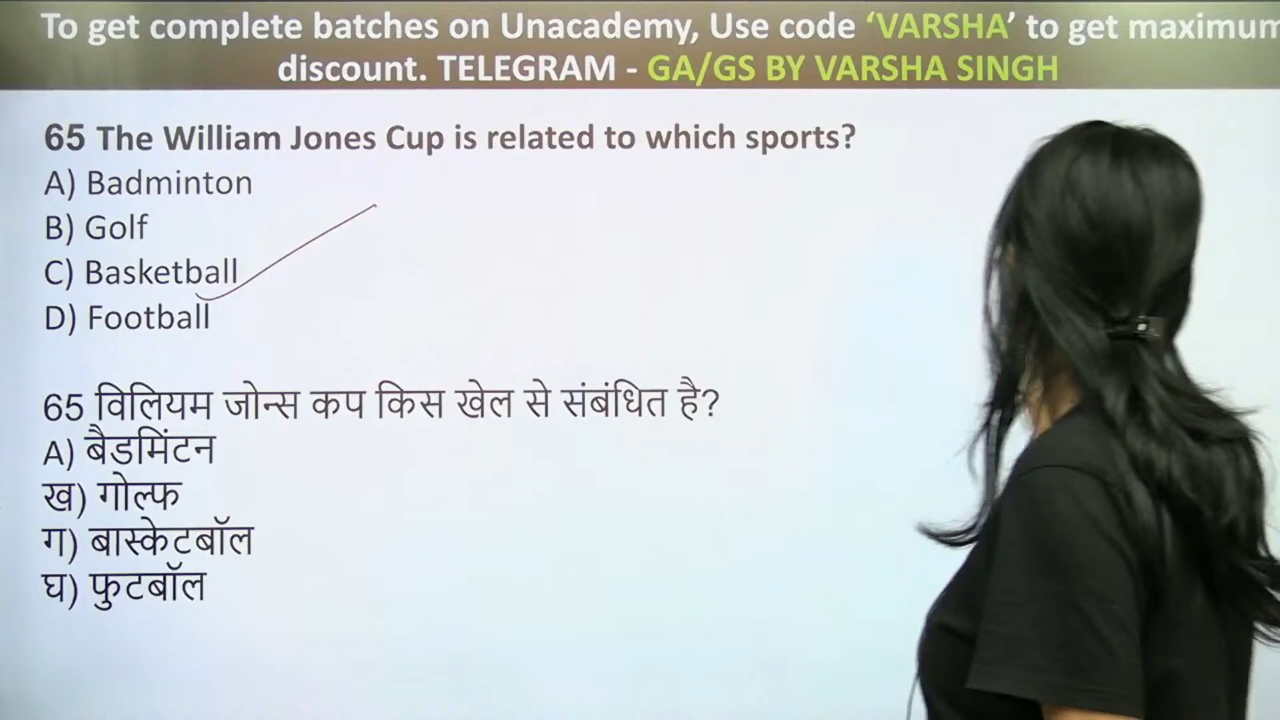 To get complete batches on Unacademy, Use code ‘VARSHA’ to get maximum
discount. TELEGRAM - GA/GS BY VARSHA SINGH
65 The William Jones Cup is related to which sports?
A) Badminton
B) Golf
C) Basketball
D) Football
65 विलियम जोन्स कप किस खेल से संबंधित है?
A) बैडमिंटन
ख) गोल्फ
ग) बास्केटबॉल
घ) फुटबॉल